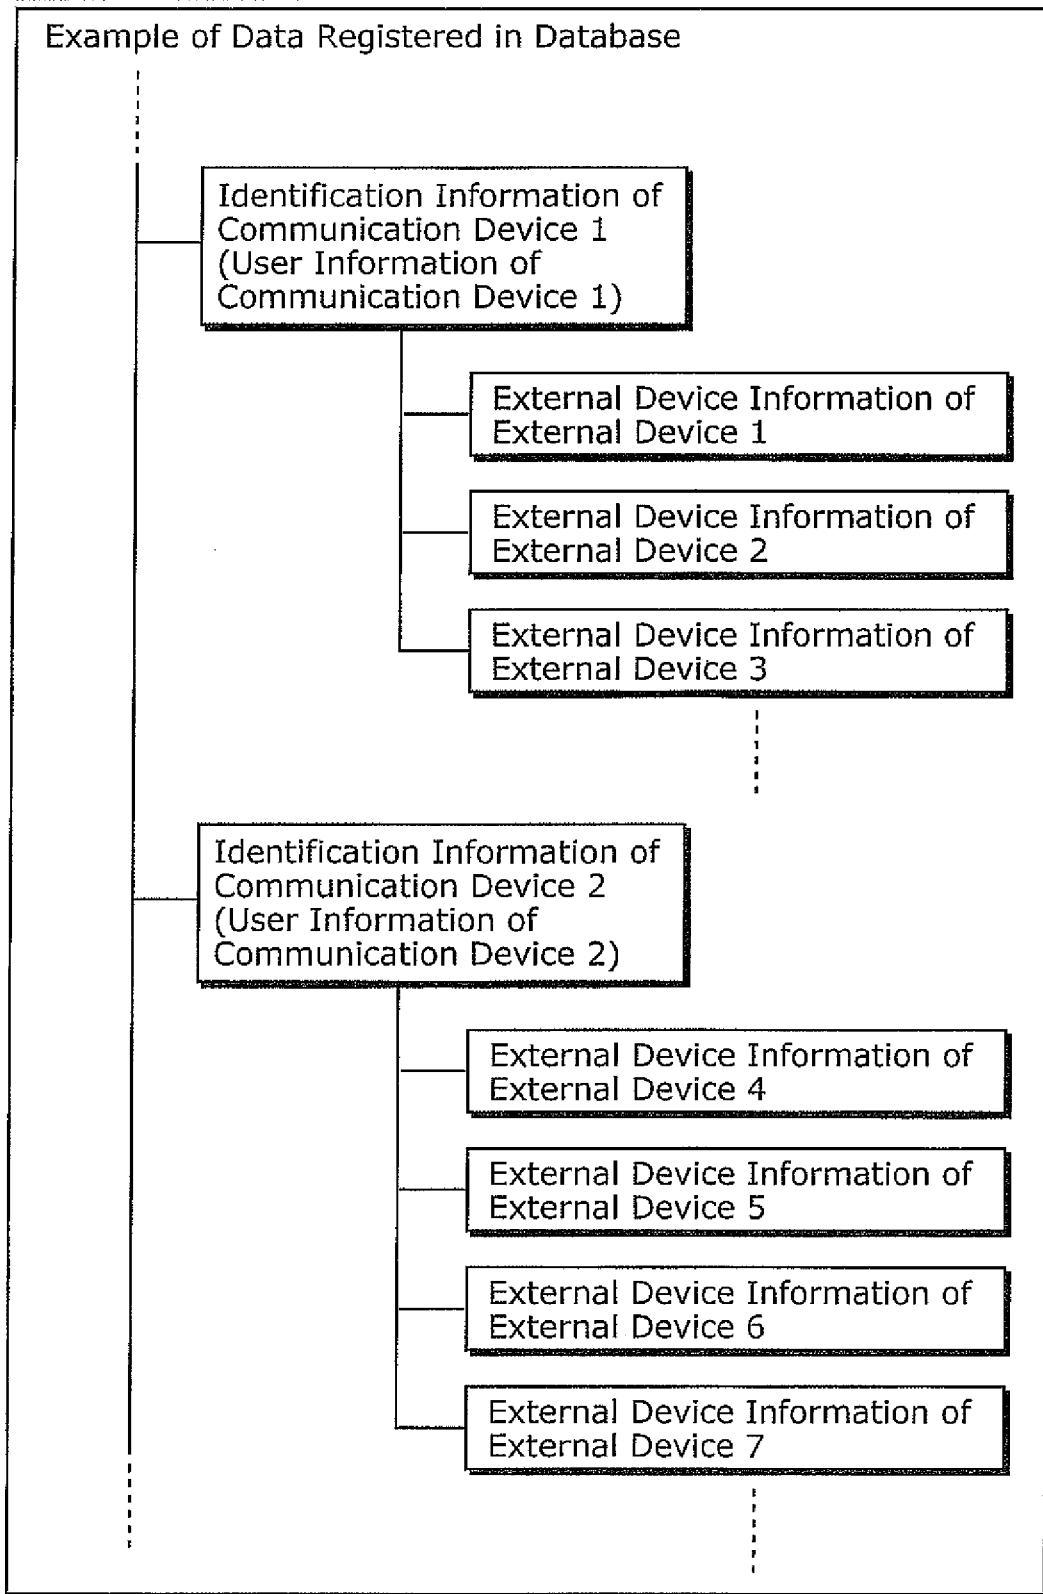 Example of Data Registered in Database
Identification Information of
Communication Device 1
(User Information of
Communication Device 1)
External Device Information of
External Device 1
External Device Information of
External Device 2
External Device Information of
External Device 3
Identification Information of
Communication Device 2
(User Information of
Communication Device 2)
External Device Information of
External Device 4
External Device Information of
External Device 5
External Device Information of
External Device 6
External Device Information of
External Device 7